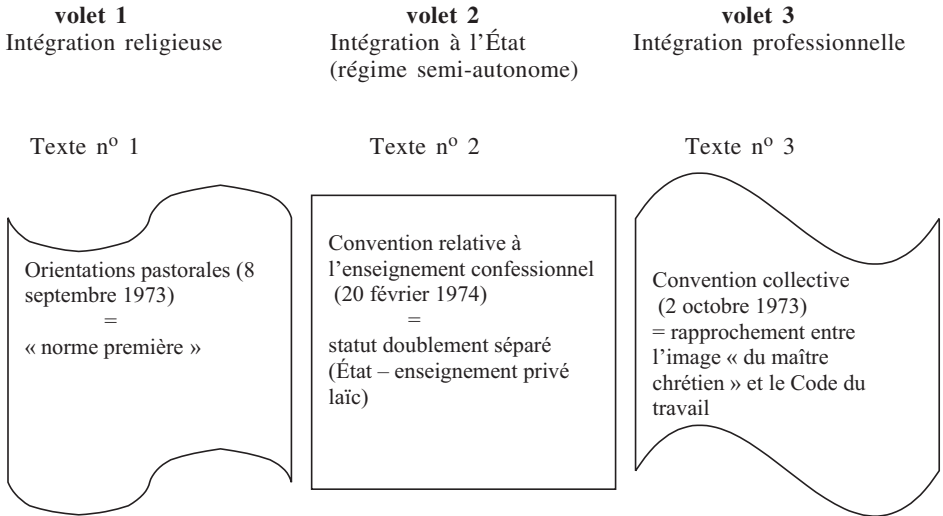 volet 1
Intégration religieuse
volet 2
Intégration à l’État
(régime semi-autonome)
volet 3
Intégration professionnelle
Texte nº 1
Texte nº 2
Texte nº 3
Orientations pastorales (8
septembre 1973)
=
« norme première »
Convention relative à
l’enseignement confessionnel
(20 février 1974)
=
statut doublement séparé
(État – enseignement privé
laïc)
Convention collective
(2 octobre 1973)
= rapprochement entre
l’image « du maître
chrétien » et le Code du
travail